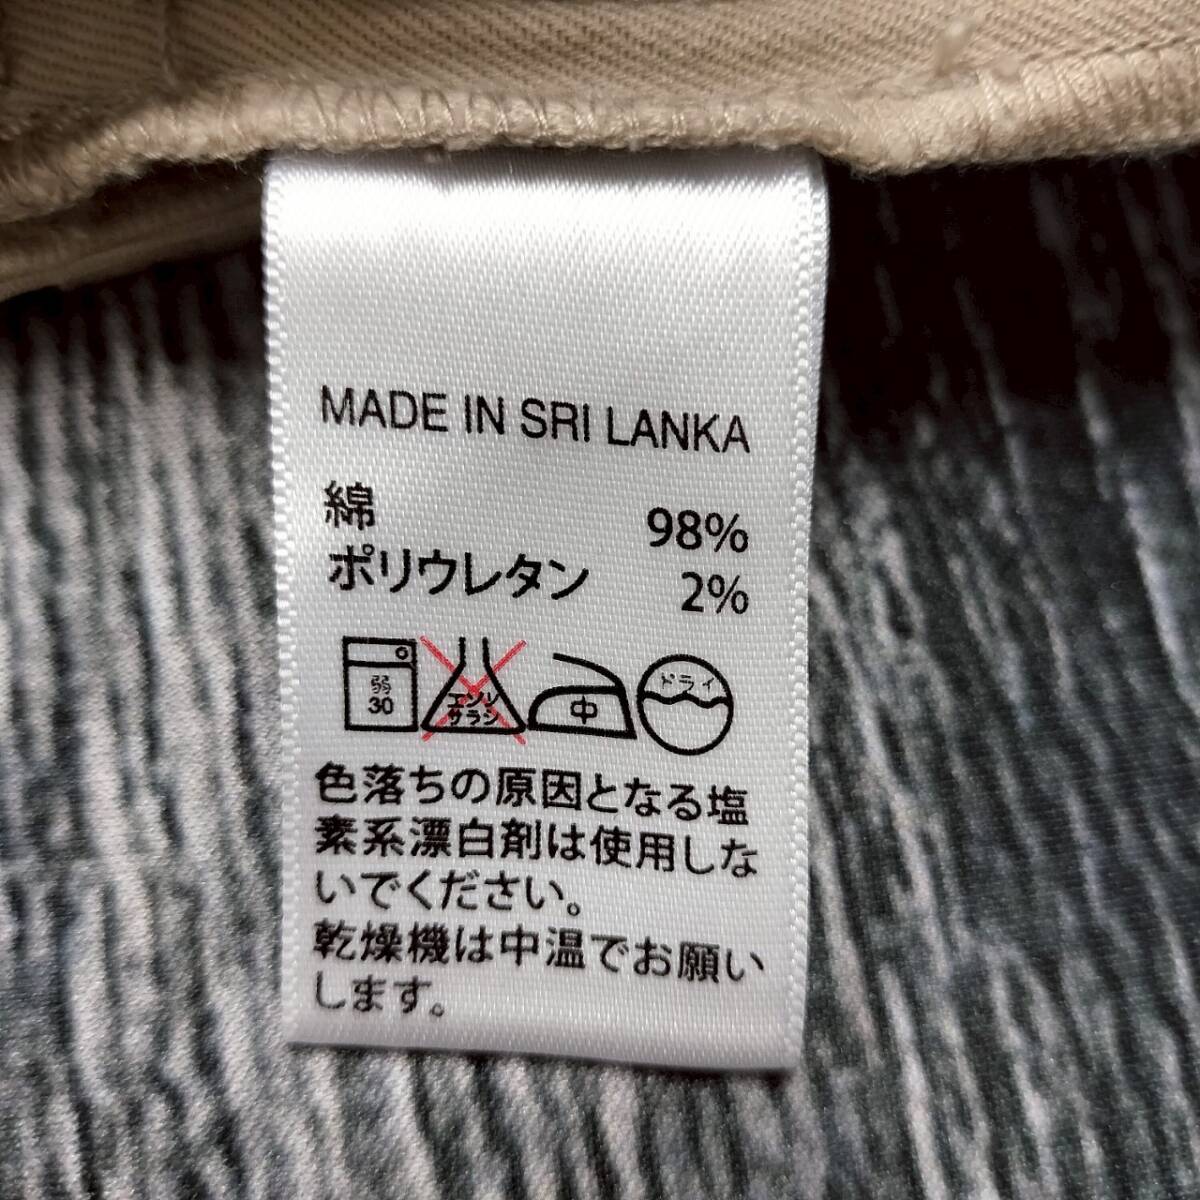 MADE IN SRI LANKA
綿 98%
ポリウレタン 2%
弱 30 エンソ サラシ 中 ドライ
色落ちの原因となる塩
素系漂白剤は使用しな
いでください。
乾燥機は中温でお願い
します。